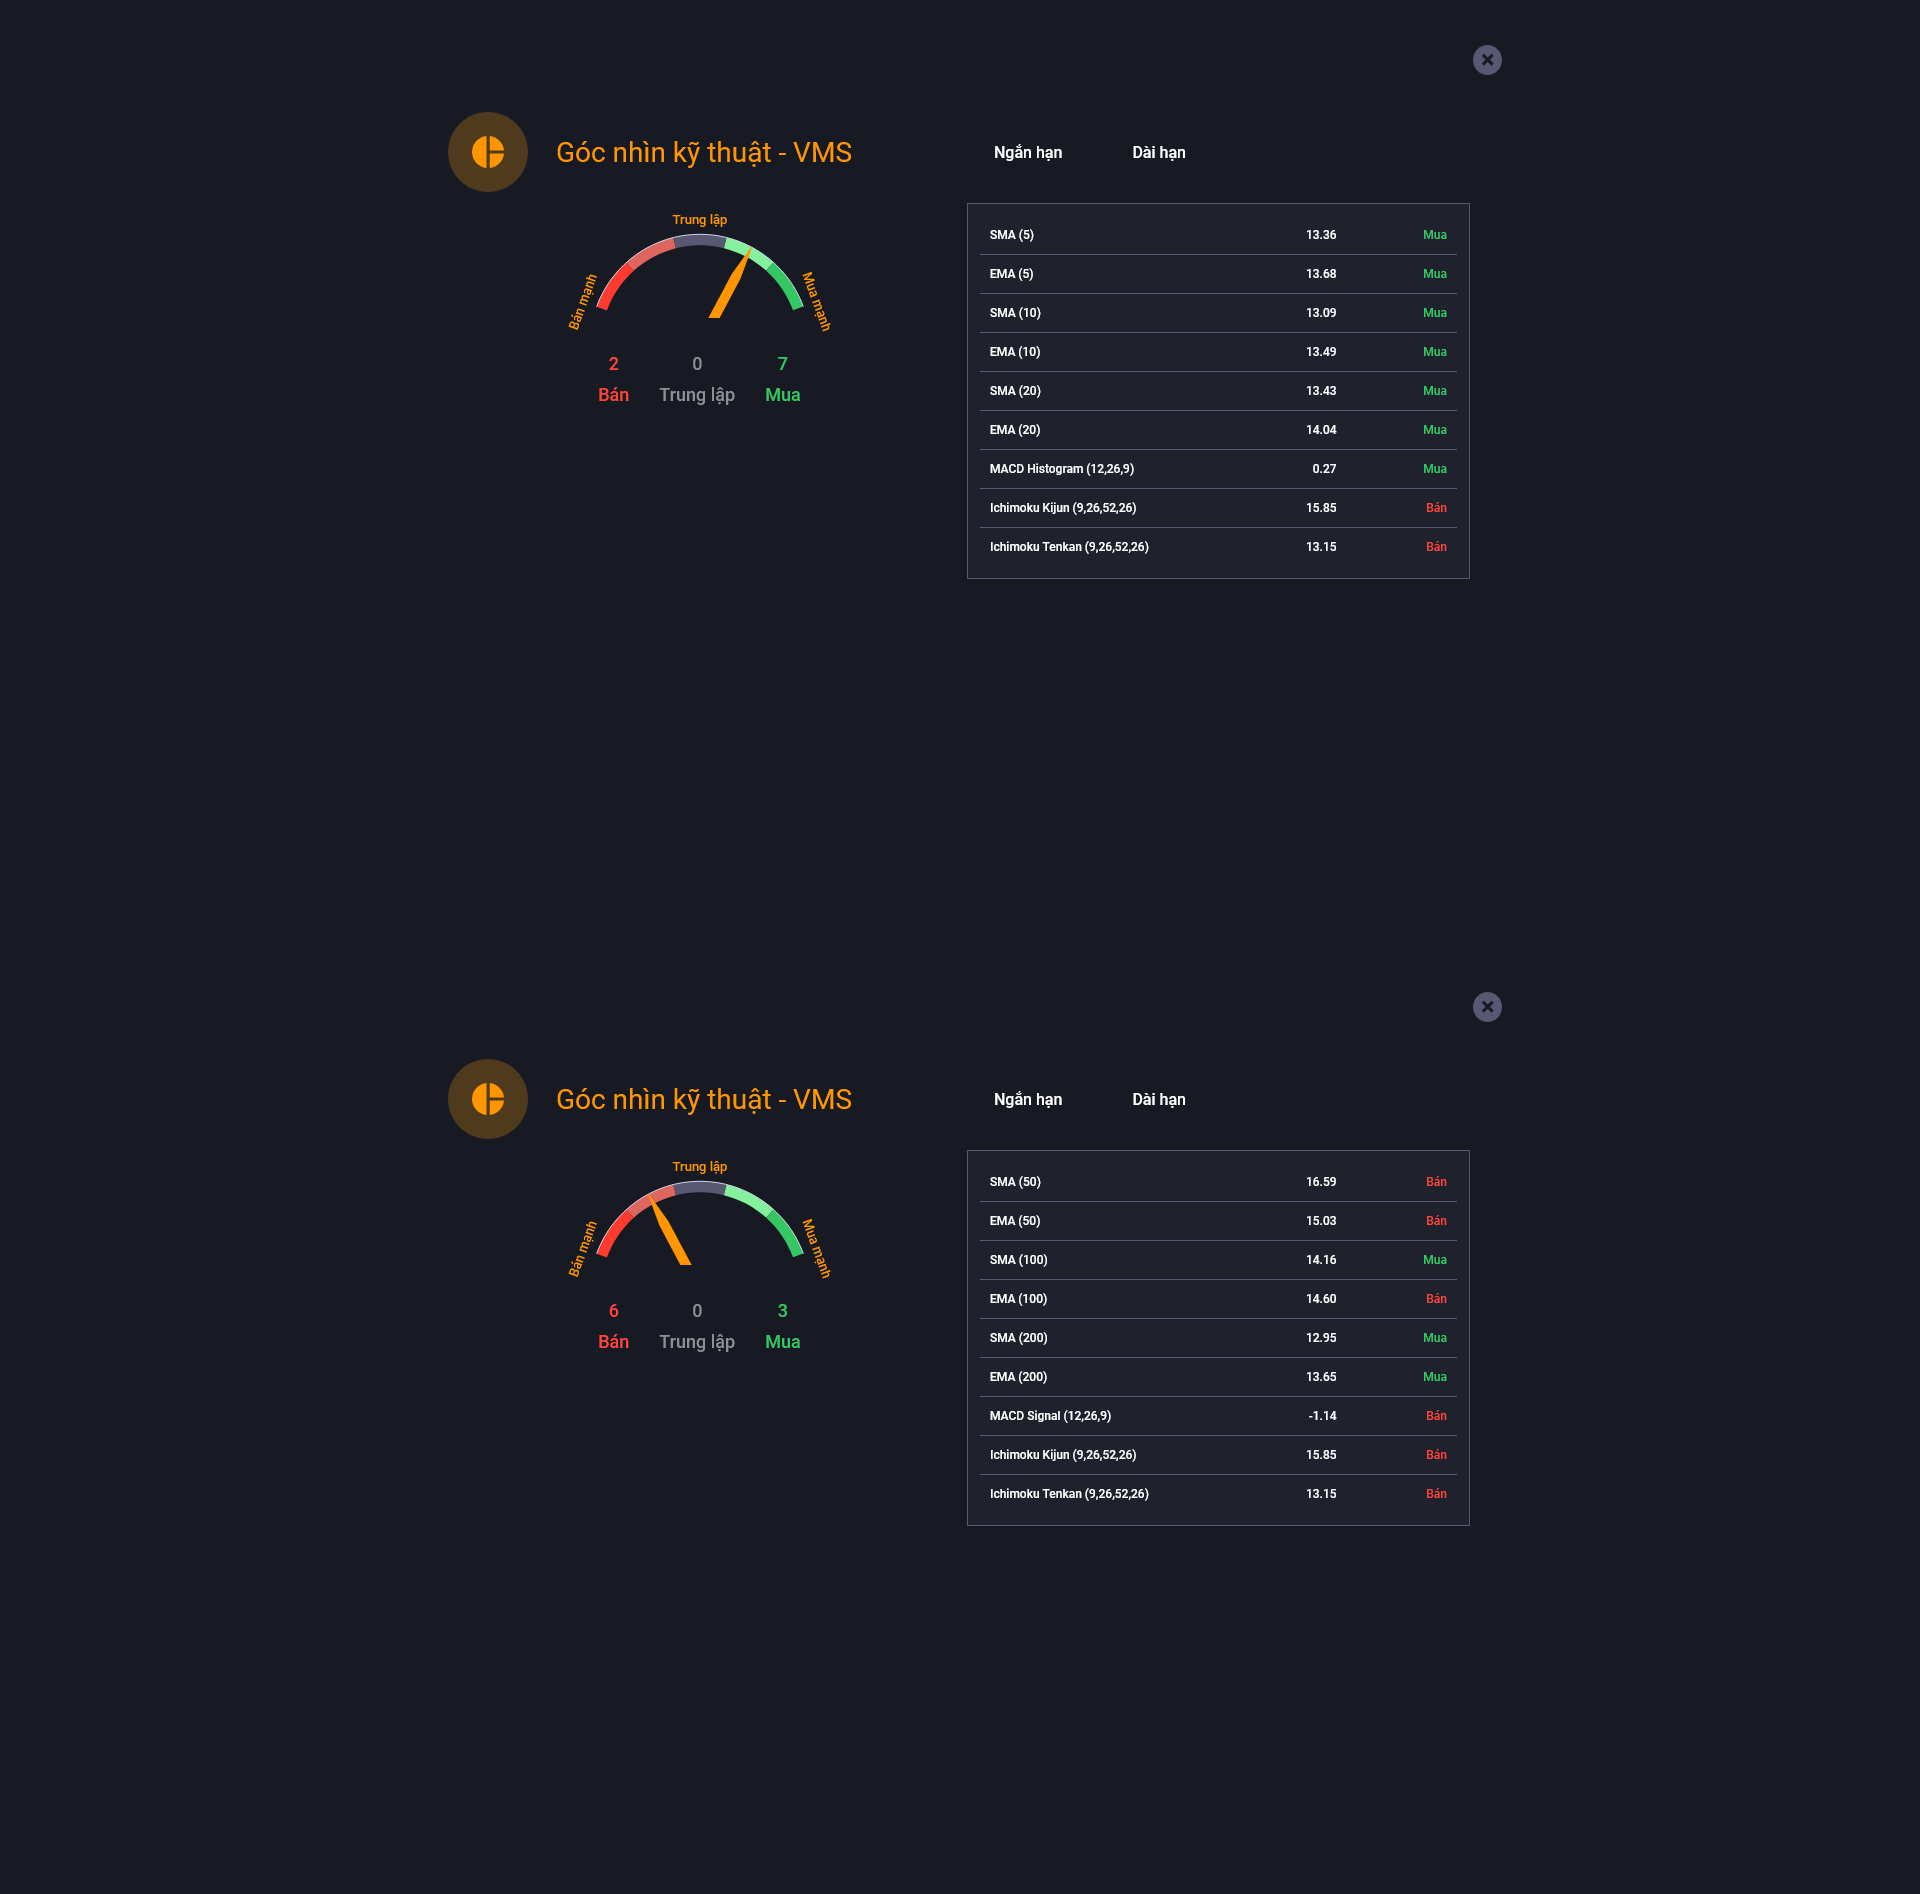 Góc nhìn kỹ thuật - VMS
Ngắn hạn Dài hạn
Trung lập
Bán mạnh
Mua mạnh
2 0 7
Bán Trung lập Mua
SMA (5) 13.36 Mua
EMA (5) 13.68 Mua
SMA (10) 13.09 Mua
EMA (10) 13.49 Mua
SMA (20) 13.43 Mua
EMA (20) 14.04 Mua
MACD Histogram (12,26,9) 0.27 Mua
Ichimoku Kijun (9,26,52,26) 15.85 Bán
Ichimoku Tenkan (9,26,52,26) 13.15 Bán
Góc nhìn kỹ thuật - VMS
Ngắn hạn Dài hạn
Trung lập
Bán mạnh
Mua mạnh
6 0 3
Bán Trung lập Mua
SMA (50) 16.59 Bán
EMA (50) 15.03 Bán
SMA (100) 14.16 Mua
EMA (100) 14.60 Bán
SMA (200) 12.95 Mua
EMA (200) 13.65 Mua
MACD Signal (12,26,9) -1.14 Bán
Ichimoku Kijun (9,26,52,26) 15.85 Bán
Ichimoku Tenkan (9,26,52,26) 13.15 Bán